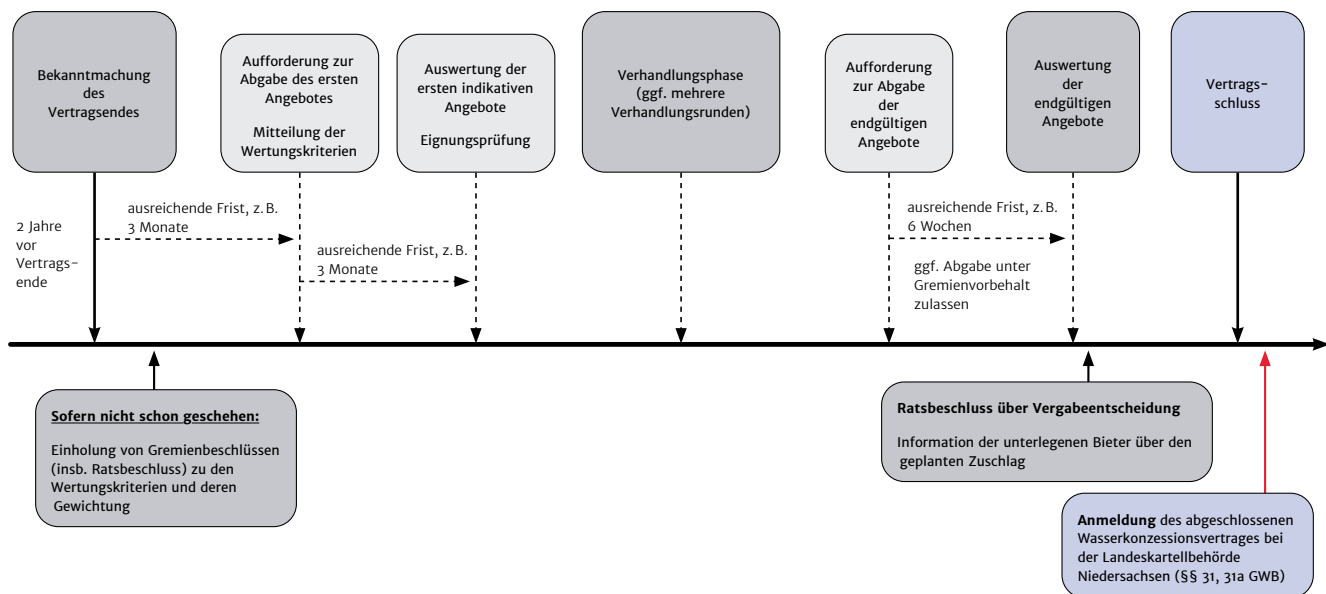 Bekanntmachung
des
Vertragsendes
Aufforderung zur
Abgabe des ersten
Angebotes
Mitteilung der
Wertungskriterien
Auswertung der
ersten indikativen
Angebote
Eignungsprüfung
Verhandlungsphase
(ggf. mehrere
Verhandlungsrunden)
Aufforderung
zur Abgabe
der
endgültigen
Angebote
Auswertung
der
endgültigen
Angebote
Vertrags-
schluss
2 Jahre
vor
Vertrags-
ende
ausreichende Frist, z. B.
3 Monate
ausreichende Frist, z. B.
3 Monate
ausreichende Frist, z. B.
6 Wochen
ggf. Abgabe unter
Gremienvorbehalt
zulassen
Sofern nicht schon geschehen:
Einholung von Gremienbeschlüssen
(insb. Ratsbeschluss) zu den
Wertungskriterien und deren
Gewichtung
Ratsbeschluss über Vergabeentscheidung
Information der unterlegenen Bieter über den
geplanten Zuschlag
Anmeldung des abgeschlossenen
Wasserkonzessionsvertrages bei
der Landeskartellbehörde
Niedersachsen (§§ 31, 31a GWB)